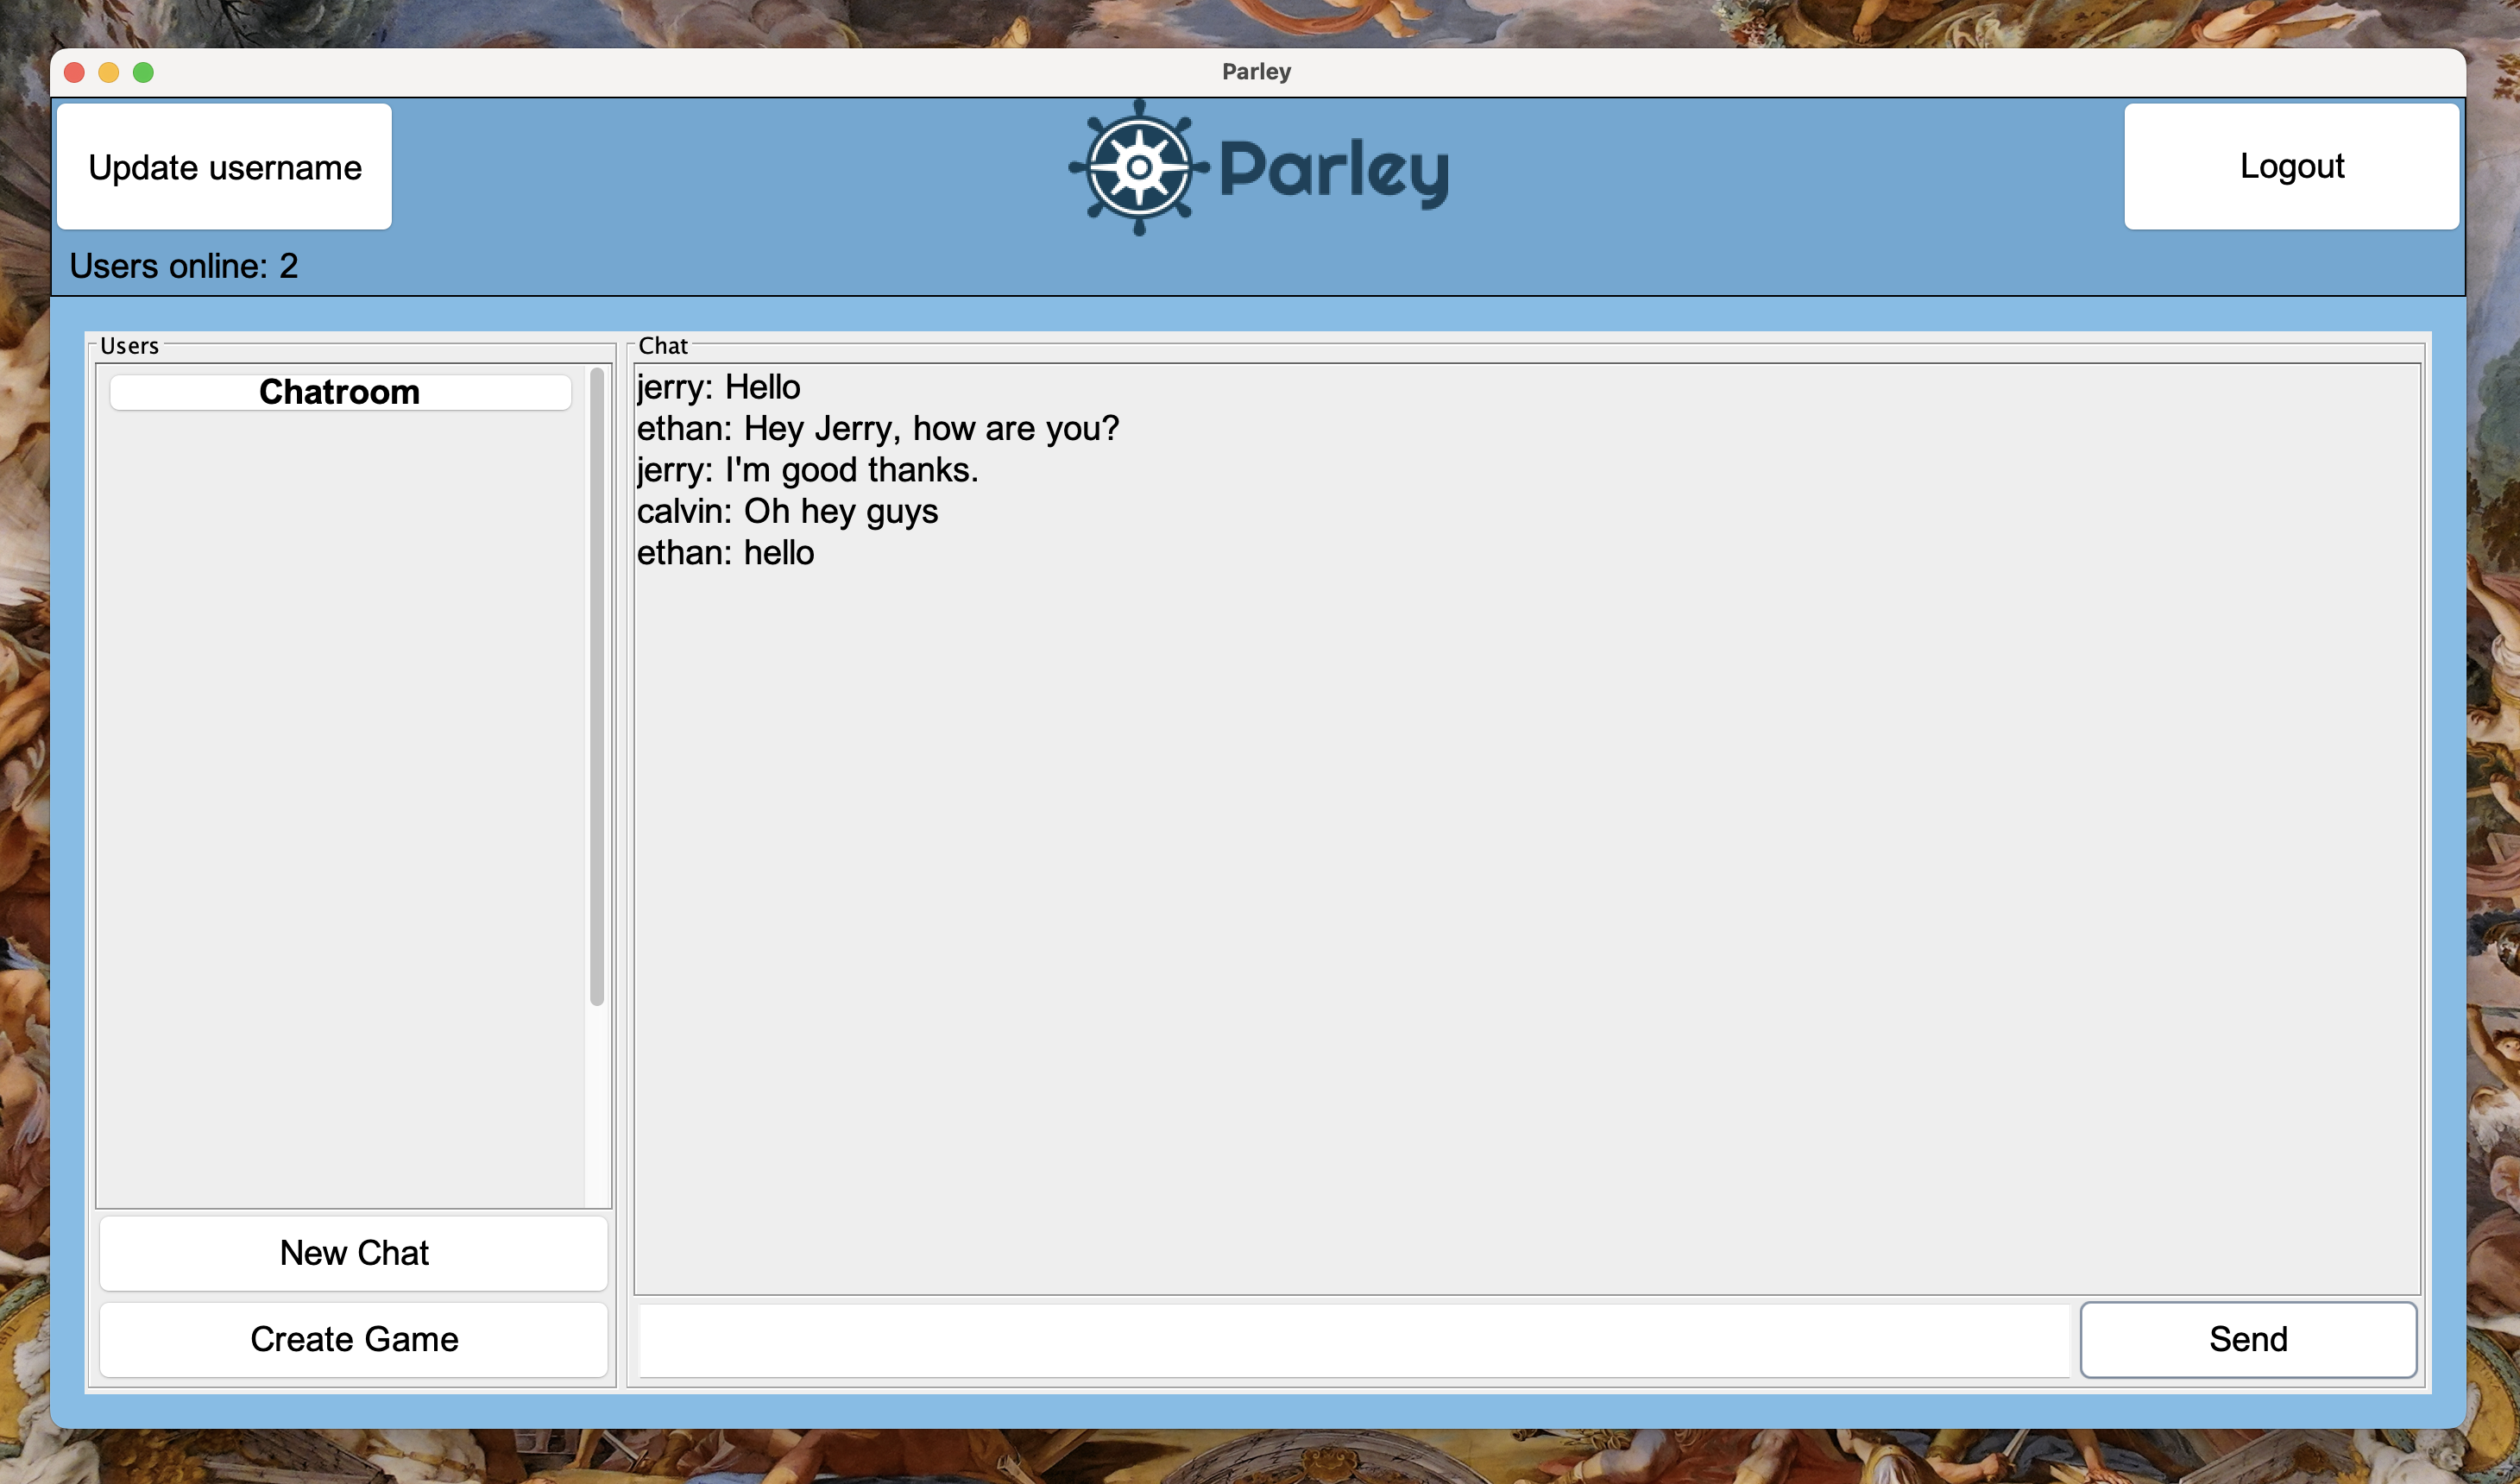 Parley
Update username
Parley
Logout
Users online: 2
Users
Chatroom
New Chat
Create Game
Chat
jerry: Hello
ethan: Hey Jerry, how are you?
jerry: I'm good thanks.
calvin: Oh hey guys
ethan: hello
Send